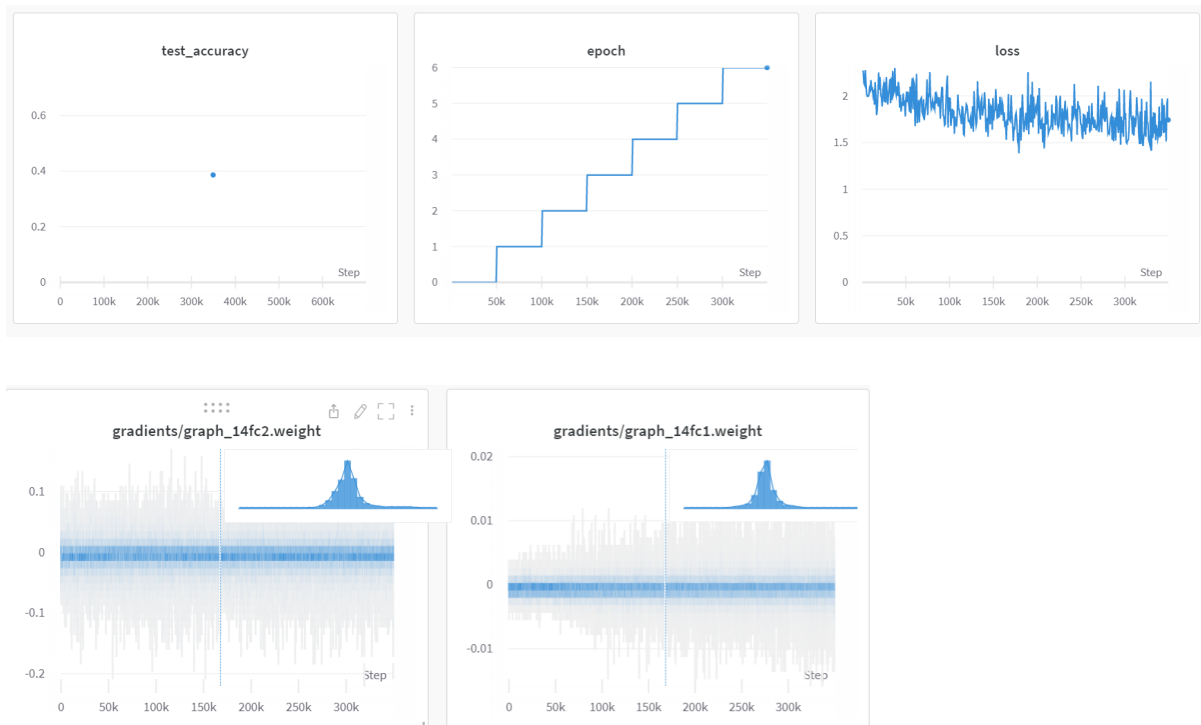 test_accuracy
0.6
0.4
0.2
0
Step
0 100k 200k 300k 400k 500k 600k
epoch
6
5
4
3
2
1
0
Step
50k 100k 150k 200k 250k 300k
loss
2
1.5
1
0.5
0
Step
50k 100k 150k 200k 250k 300k
gradients/graph_14fc2.weight
0.1
0
-0.1
-0.2
Step
0 50k 100k 150k 200k 250k 300k
gradients/graph_14fc1.weight
0.02
0.01
0
-0.01
Step
0 50k 100k 150k 200k 250k 300k